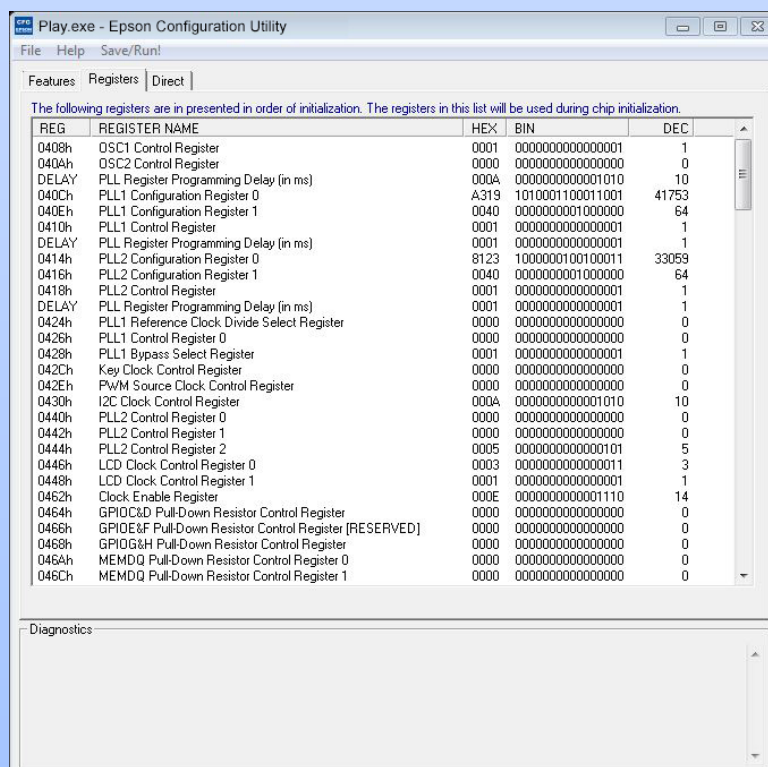 CFG EPSON Play.exe - Epson Configuration Utility
File Help Save/Run!
Features Registers Direct
The following registers are in presented in order of initialization. The registers in this list will be used during chip initialization.
REG REGISTER NAME HEX BIN DEC
0408h OSC1 Control Register 0001 0000000000000001 1
040Ah OSC2 Control Register 0000 0000000000000000 0
DELAY PLL Register Programming Delay (in ms) 000A 0000000000001010 10
040Ch PLL1 Configuration Register 0 A319 1010001100011001 41753
040Eh PLL1 Configuration Register 1 0040 0000000001000000 64
0410h PLL1 Control Register 0001 0000000000000001 1
DELAY PLL Register Programming Delay (in ms) 0001 0000000000000001 1
0414h PLL2 Configuration Register 0 8123 1000000100100011 33059
0416h PLL2 Configuration Register 1 0040 0000000001000000 64
0418h PLL2 Control Register 0001 0000000000000001 1
DELAY PLL Register Programming Delay (in ms) 0001 0000000000000001 1
0424h PLL1 Reference Clock Divide Select Register 0000 0000000000000000 0
0426h PLL1 Control Register 0 0000 0000000000000000 0
0428h PLL1 Bypass Select Register 0001 0000000000000001 1
042Ch Key Clock Control Register 0000 0000000000000000 0
042Eh PWM Source Clock Control Register 0000 0000000000000000 0
0430h I2C Clock Control Register 000A 0000000000001010 10
0440h PLL2 Control Register 0 0000 0000000000000000 0
0442h PLL2 Control Register 1 0000 0000000000000000 0
0444h PLL2 Control Register 2 0005 0000000000000101 5
0446h LCD Clock Control Register 0 0003 0000000000000011 3
0448h LCD Clock Control Register 1 0001 0000000000000001 1
0462h Clock Enable Register 000E 0000000000001110 14
0464h GPIOC&D Pull-Down Resistor Control Register 0000 0000000000000000 0
0466h GPIOE&F Pull-Down Resistor Control Register [RESERVED] 0000 0000000000000000 0
0468h GPIOG&H Pull-Down Resistor Control Register 0000 0000000000000000 0
046Ah MEMDQ Pull-Down Resistor Control Register 0 0000 0000000000000000 0
046Ch MEMDQ Pull-Down Resistor Control Register 1 0000 0000000000000000 0
Diagnostics